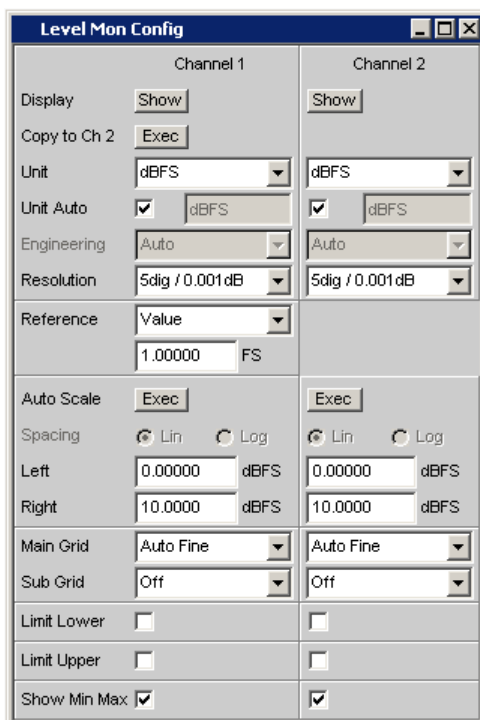 Level Mon Config
Channel 1 Channel 2
Display Show Show
Copy to Ch 2 Exec
Unit dBFS dBFS
Unit Auto dBFS dBFS
Engineering Auto Auto
Resolution 5dig / 0.001dB 5dig / 0.001dB
Reference Value
1.00000 FS
Auto Scale Exec Exec
Spacing Lin Log Lin Log
Left 0.00000 dBFS 0.00000 dBFS
Right 10.0000 dBFS 10.0000 dBFS
Main Grid Auto Fine Auto Fine
Sub Grid Off Off
Limit Lower
Limit Upper
Show Min Max